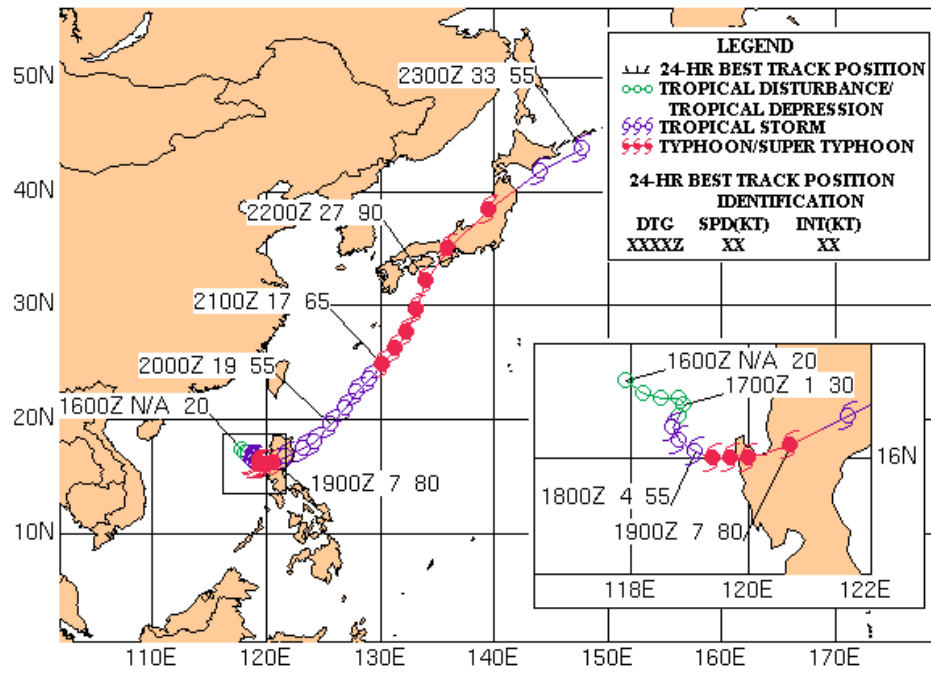 50N
40N
30N
20N
10N
110E 120E 130E 140E 150E 160E 170E
2300Z 33 55
2200Z 27 90
2100Z 17 65
2000Z 19 55
1600Z N/A 20
1900Z 7 80
LEGEND
24-HR BEST TRACK POSITION
TROPICAL DISTURBANCE/
TROPICAL DEPRESSION
TROPICAL STORM
TYPHOON/SUPER TYPHOON
24-HR BEST TRACK POSITION
IDENTIFICATION
DTG SPD(KT) INT(KT)
XXXXZ XX XX
1600Z N/A 20
1700Z 1 30
16N
1800Z 4 55
1900Z 7 80
118E 120E 122E